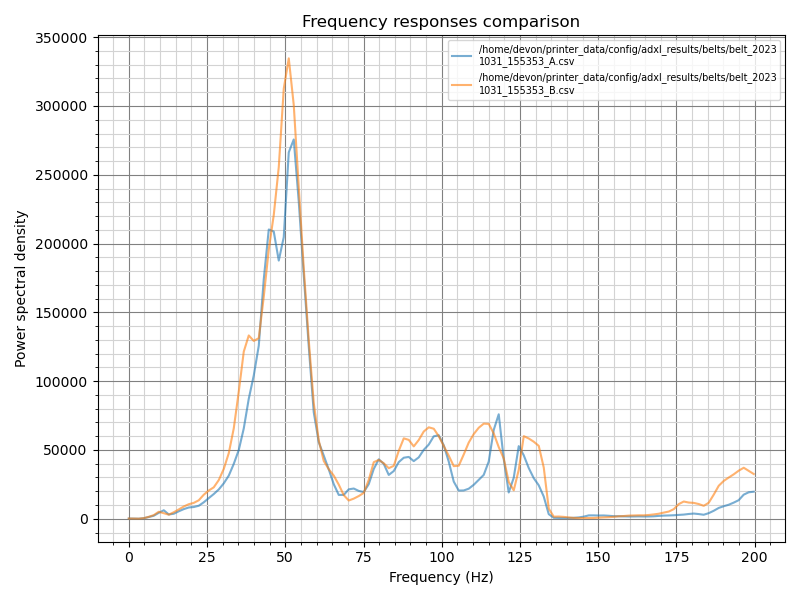 Frequency responses comparison
/home/devon/printer_data/config/adxl_results/belts/belt_2023
1031_155353_A.csv
/home/devon/printer_data/config/adxl_results/belts/belt_2023
1031_155353_B.csv
350000
300000
250000
200000
150000
100000
50000
0
Power spectral density
0 25 50 75 100 125 150 175 200
Frequency (Hz)